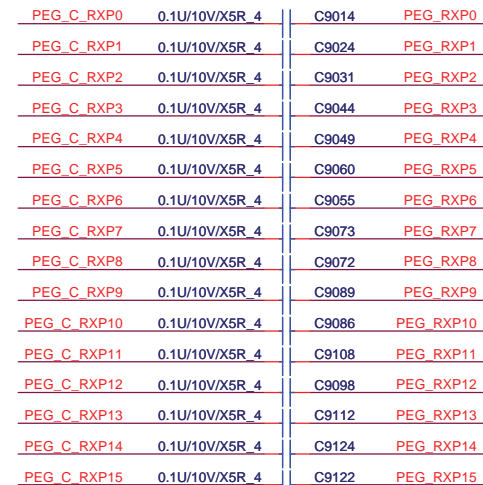 PEG_C_RXP0 0.1U/10V/X5R_4 C9014 PEG_RXP0
PEG_C_RXP1 0.1U/10V/X5R_4 C9024 PEG_RXP1
PEG_C_RXP2 0.1U/10V/X5R_4 C9031 PEG_RXP2
PEG_C_RXP3 0.1U/10V/X5R_4 C9044 PEG_RXP3
PEG_C_RXP4 0.1U/10V/X5R_4 C9049 PEG_RXP4
PEG_C_RXP5 0.1U/10V/X5R_4 C9060 PEG_RXP5
PEG_C_RXP6 0.1U/10V/X5R_4 C9055 PEG_RXP6
PEG_C_RXP7 0.1U/10V/X5R_4 C9073 PEG_RXP7
PEG_C_RXP8 0.1U/10V/X5R_4 C9072 PEG_RXP8
PEG_C_RXP9 0.1U/10V/X5R_4 C9089 PEG_RXP9
PEG_C_RXP10 0.1U/10V/X5R_4 C9086 PEG_RXP10
PEG_C_RXP11 0.1U/10V/X5R_4 C9108 PEG_RXP11
PEG_C_RXP12 0.1U/10V/X5R_4 C9098 PEG_RXP12
PEG_C_RXP13 0.1U/10V/X5R_4 C9112 PEG_RXP13
PEG_C_RXP14 0.1U/10V/X5R_4 C9124 PEG_RXP14
PEG_C_RXP15 0.1U/10V/X5R_4 C9122 PEG_RXP15